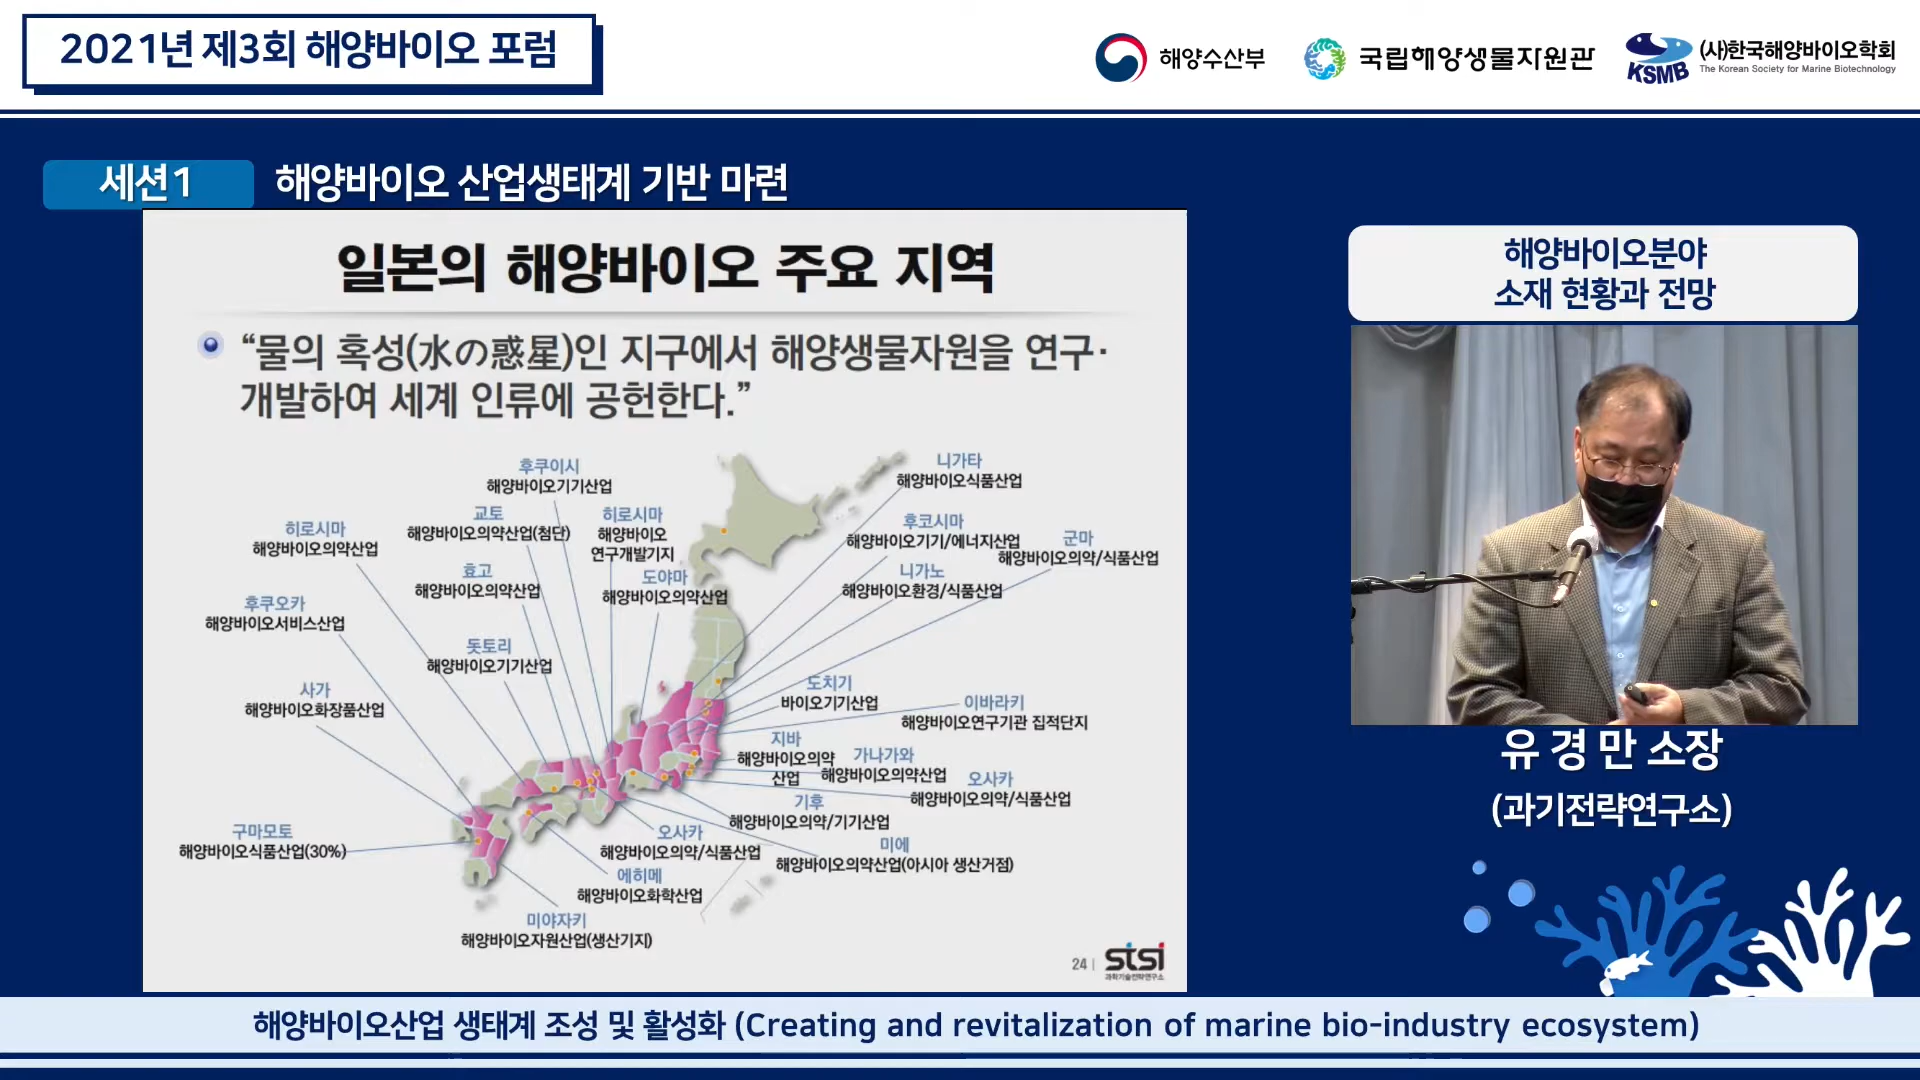 2021년 제3회 해양바이오 포럼
해양수산부
국립해양생물자원관
KSMB
(사)한국해양바이오학회
The Korean Society for Marine Biotechnology
세션1
해양바이오 산업생태계 기반 마련
일본의 해양바이오 주요 지역
“물의 혹성(水の惑星)인 지구에서 해양생물자원을 연구·
개발하여 세계 인류에 공헌한다.”
후쿠이시
해양바이오기기산업
니가타
해양바이오식품산업
교토
해양바이오의약산업(첨단)
히로시마
해양바이오
연구개발기지
히로시마
해양바이오의약산업
후코시마
해양바이오기기/에너지산업
군마
해양바이오의약/식품산업
효고
해양바이오의약산업
도야마
해양바이오의약산업
니가노
해양바이오환경/식품산업
후쿠오카
해양바이오서비스산업
돗토리
해양바이오기기산업
사가
해양바이오화장품산업
도치기
바이오기기산업
이바라키
해양바이오연구기관 집적단지
지바
해양바이오의약
산업
가나가와
해양바이오의약산업
오사카
해양바이오의약/식품산업
기후
해양바이오의약/기기산업
구마모토
해양바이오식품산업(30%)
오사카
해양바이오의약/식품산업
미에
해양바이오의약산업(아시아 생산거점)
에히메
해양바이오화학산업
미야자키
해양바이오자원산업(생산기지)
24
stsi
과학기술전략연구소
해양바이오분야
소재 현황과 전망
유 경 만 소장
(과기전략연구소)
해양바이오산업 생태계 조성 및 활성화 (Creating and revitalization of marine bio-industry ecosystem)